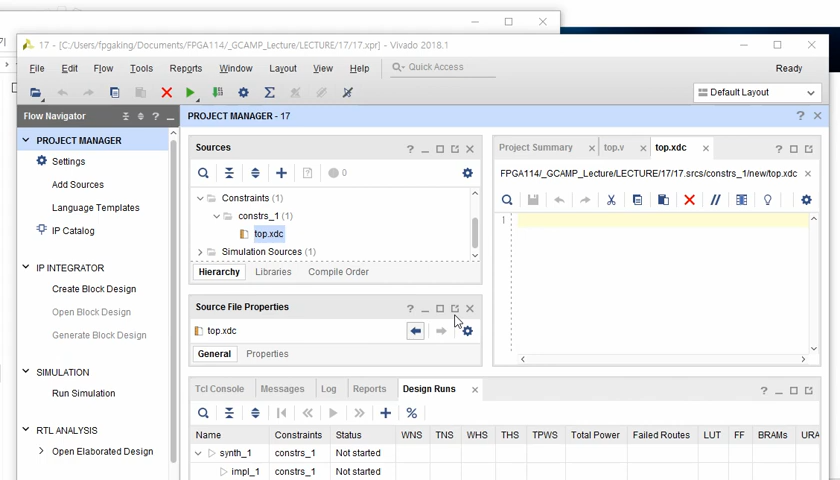 17 - [C:/Users/fpgaking/Documents/FPGA114/_GCAMP_Lecture/LECTURE/17/17.xpr] - Vivado 2018.1
File Edit Flow Tools Reports Window Layout View Help Quick Access Ready
Default Layout
Flow Navigator
PROJECT MANAGER - 17
PROJECT MANAGER
Settings
Add Sources
Language Templates
IP Catalog
IP INTEGRATOR
Create Block Design
Open Block Design
Generate Block Design
SIMULATION
Run Simulation
RTL ANALYSIS
Open Elaborated Design
Sources
0
Constraints (1)
constrs_1 (1)
top.xdc
Simulation Sources (1)
Hierarchy Libraries Compile Order
Source File Properties
top.xdc
General Properties
Project Summary top.v top.xdc
FPGA114/_GCAMP_Lecture/LECTURE/17/17.srcs/constrs_1/new/top.xdc
1
Tcl Console Messages Log Reports Design Runs
Name Constraints Status WNS TNS WHS THS TPWS Total Power Failed Routes LUT FF BRAMs URA
synth_1 constrs_1 Not started
impl_1 constrs_1 Not started